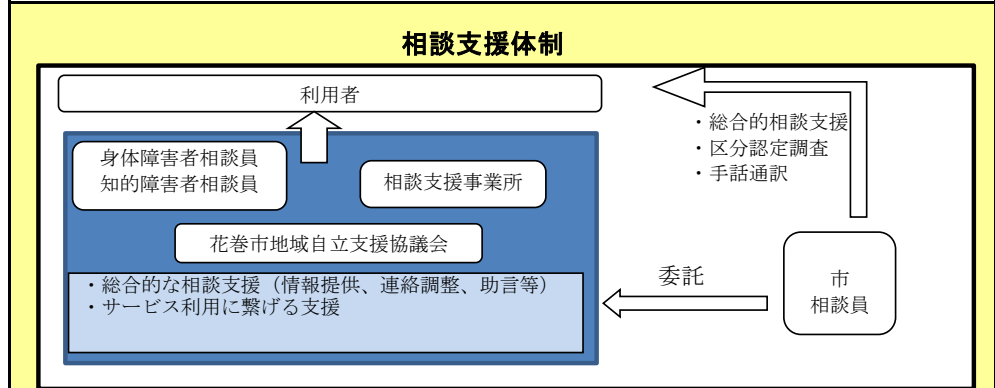 相談支援体制
利用者
・総合的相談支援
・区分認定調査
・手話通訳
身体障害者相談員
知的障害者相談員
相談支援事業所
花巻市地域自立支援協議会
・総合的な相談支援（情報提供、連絡調整、助言等）
・サービス利用に繋げる支援
委託
市
相談員